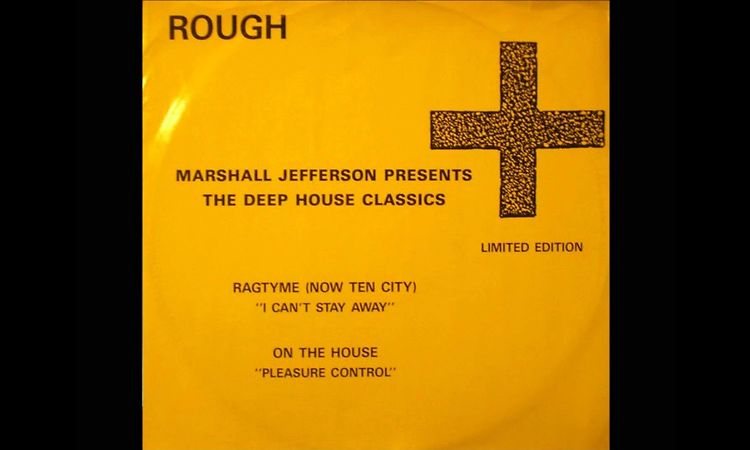 ROUGH
MARSHALL JEFFERSON PRESENTS
THE DEEP HOUSE CLASSICS
LIMITED EDITION
RAGTYME (NOW TEN CITY)
"I CAN'T STAY AWAY"
ON THE HOUSE
"PLEASURE CONTROL"